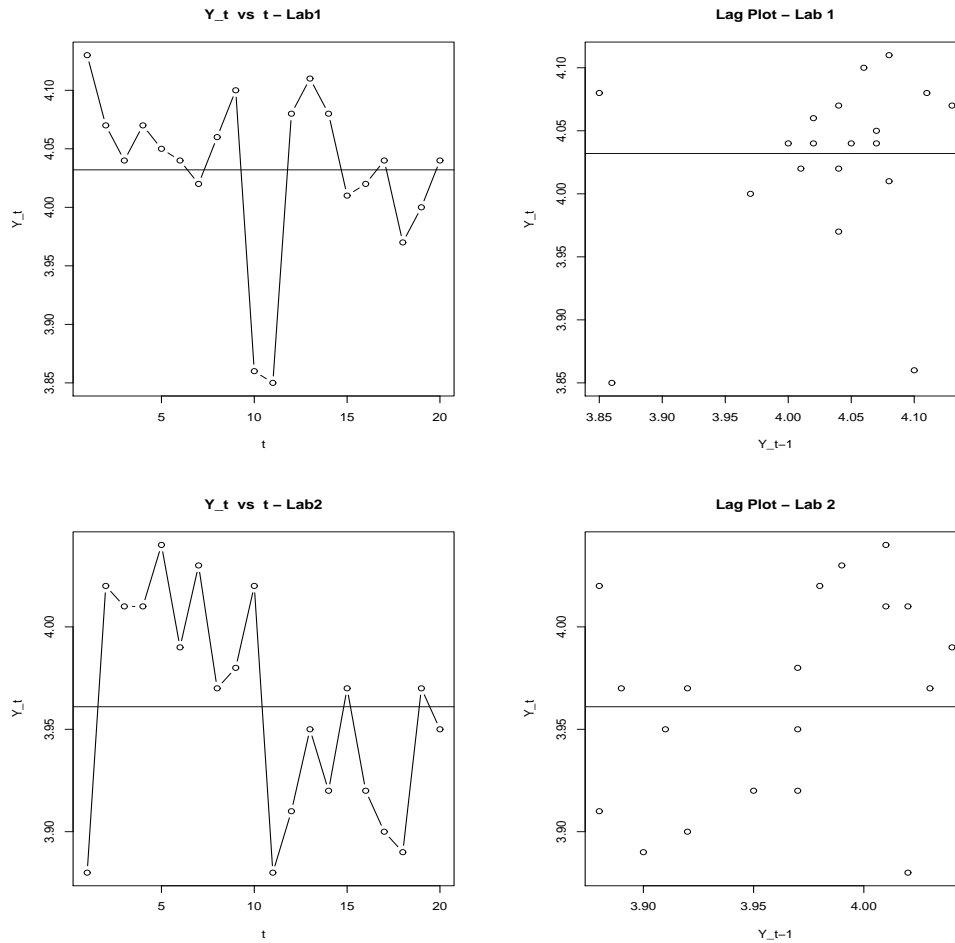 Y_t vs t – Lab1
Y_t
3.85 3.90 3.95 4.00 4.05 4.10
5 10 15 20
t
Lag Plot – Lab 1
Y_t
3.85 3.90 3.95 4.00 4.05 4.10
3.85 3.90 3.95 4.00 4.05 4.10
Y_t−1
Y_t vs t – Lab2
Y_t
3.90 3.95 4.00
5 10 15 20
t
Lag Plot – Lab 2
Y_t
3.90 3.95 4.00
3.90 3.95 4.00
Y_t−1